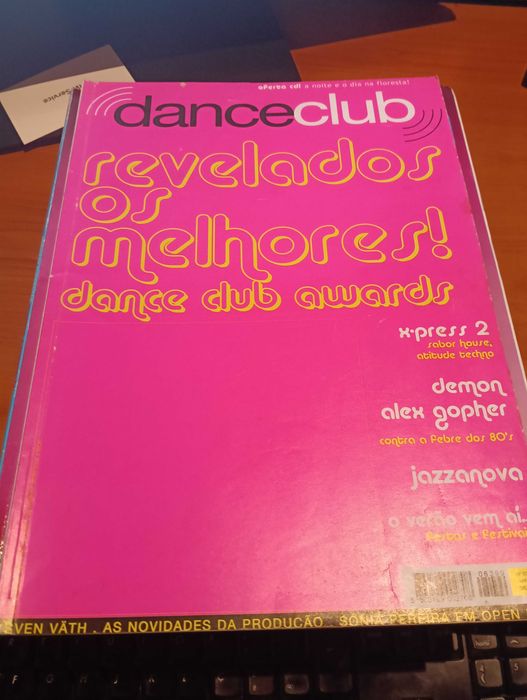 oferta cd! a noite e o dia na floresta!
danceclub
revelados
os
melhores!
dance club awards
x-press 2
sabor house,
atitude techno
demon
alex gopher
contra a febre dos 80's
jazzanova
o verão vem aí...
festas e festivai
VEN VÄTH . AS NOVIDADES DA PRODUÇÃO . SÓNIA PEREIRA EM OPEN
Service